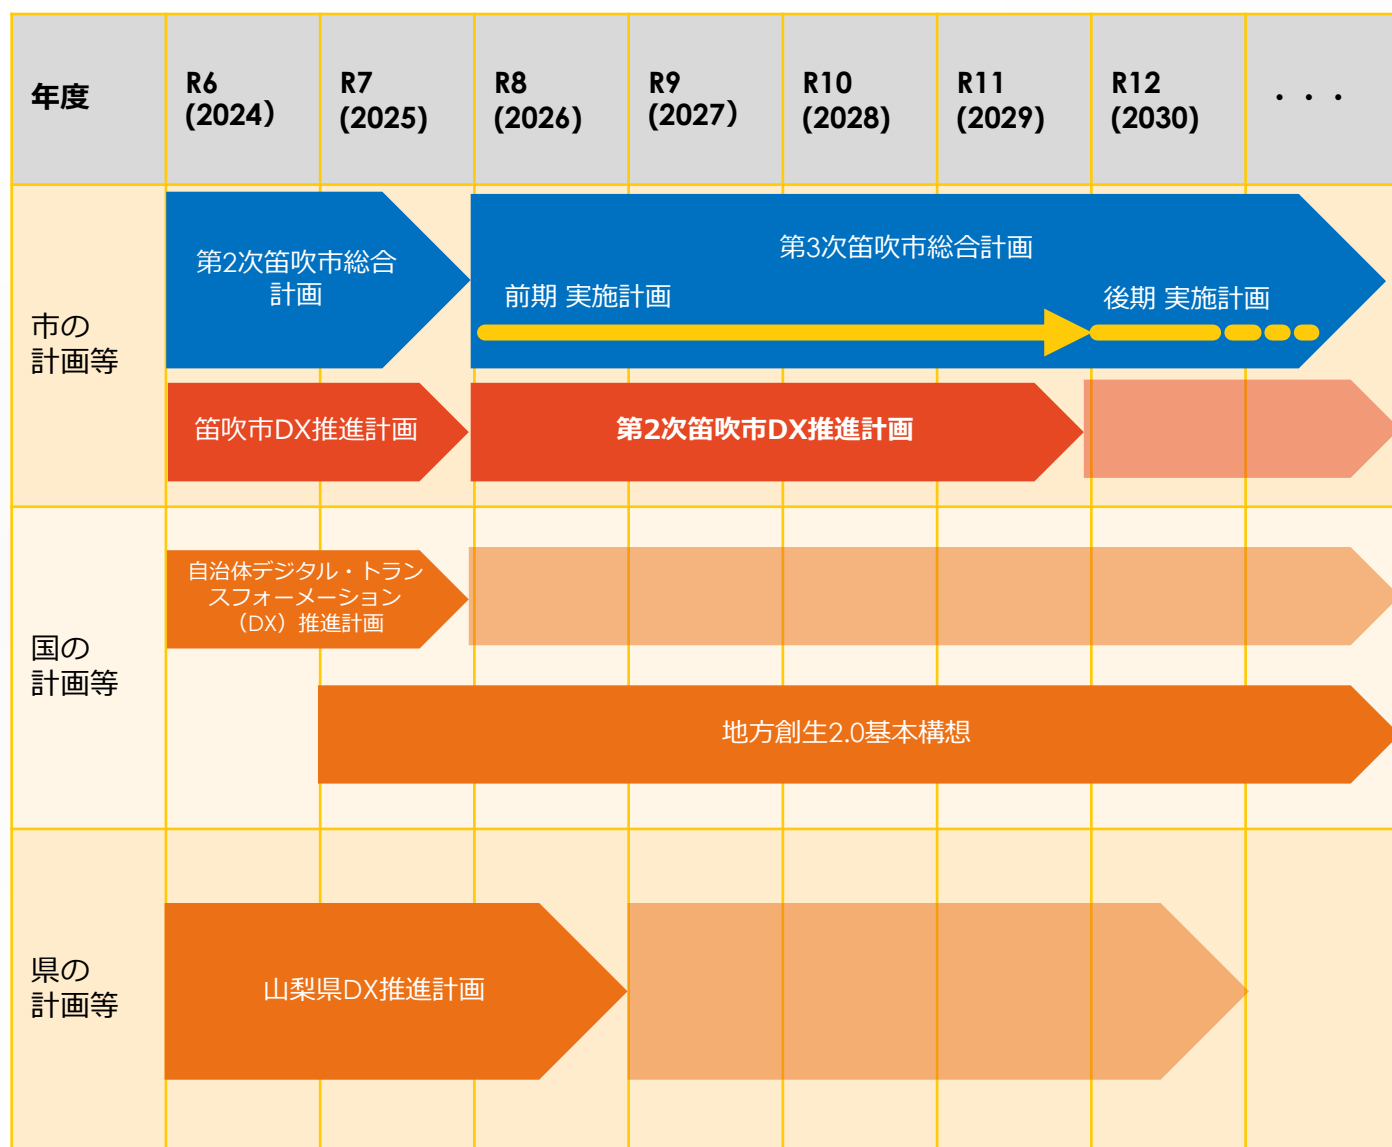 年度
R6
(2024）
R7
(2025)
R8
(2026)
R9
(2027）
R10
(2028)
R11
(2029)
R12
(2030)
・・・
市の
計画等
第2次笛吹市総合
計画
第3次笛吹市総合計画
前期 実施計画
後期 実施計画
笛吹市DX推進計画
第2次笛吹市DX推進計画
国の
計画等
自治体デジタル・トラン
スフォーメーション
（DX）推進計画
地方創生2.0基本構想
県の
計画等
山梨県DX推進計画